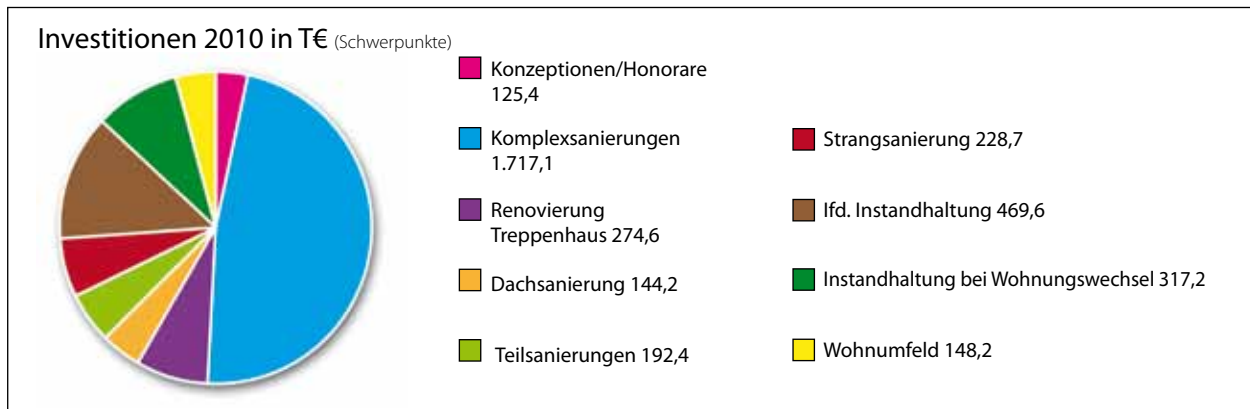 Investitionen 2010 in T€ (Schwerpunkte)
Konzeptionen/Honorare
125,4
Komplexsanierungen
1.717,1
Renovierung
Treppenhaus 274,6
Dachsanierung 144,2
Teilsanierungen 192,4
Strangsanierung 228,7
lfd. Instandhaltung 469,6
Instandhaltung bei Wohnungswechsel 317,2
Wohnumfeld 148,2